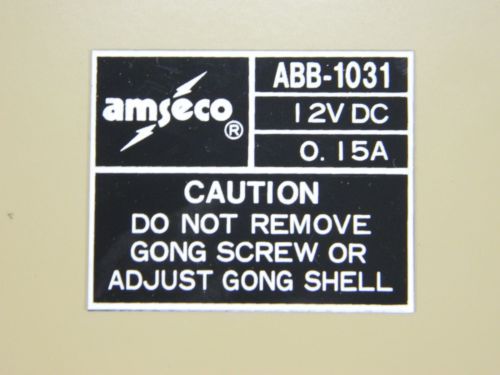 amseco®
ABB-1031
12V DC
0.15A
CAUTION
DO NOT REMOVE
GONG SCREW OR
ADJUST GONG SHELL